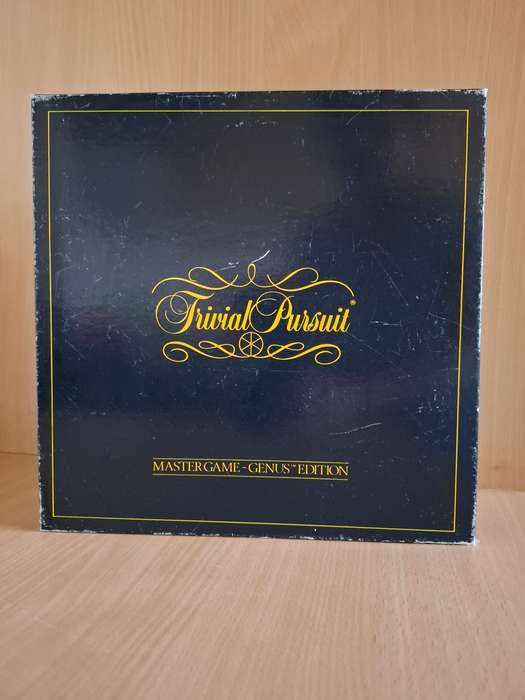 Trivial Pursuit®
MASTER GAME - GENUS™ EDITION